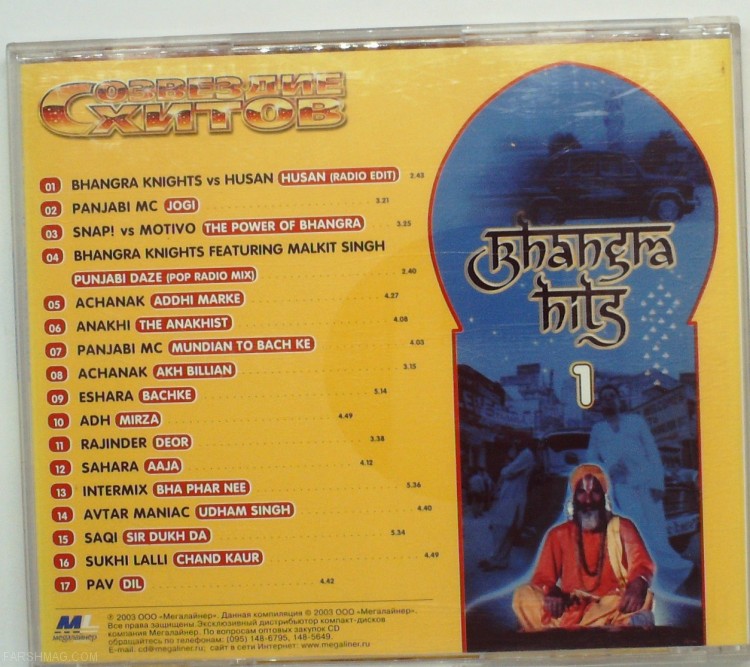 СОЗВЕЗДИЕ
ХИТОВ
01 BHANGRA KNIGHTS vs HUSAN HUSAN (RADIO EDIT) 2.43
02 PANJABI MC JOGI 3.21
03 SNAP! vs MOTIVO THE POWER OF BHANGRA 3.25
04 BHANGRA KNIGHTS FEATURING MALKIT SINGH
PUNJABI DAZE (POP RADIO MIX) 2.40
05 ACHANAK ADDHI MARKE 4.27
06 ANAKHI THE ANAKHIST 4.08
07 PANJABI MC MUNDIAN TO BACH KE 4.03
08 ACHANAK AKH BILLIAN 3.15
09 ESHARA BACHKE 5.14
10 ADH MIRZA 4.49
11 RAJINDER DEOR 3.38
12 SAHARA AAJA 4.12
13 INTERMIX BHA PHAR NEE 5.36
14 AVTAR MANIAC UDHAM SINGH 4.40
15 SAQI SIR DUKH DA 5.34
16 SUKHI LALLI CHAND KAUR 4.49
17 PAV DIL 4.42
Bhangra
hits
1
ML
мегалайнер
℗ 2003 ООО «Мегалайнер». Данная компиляция © 2003 ООО «Мегалайнер».
Все права защищены. Эксклюзивный дистрибьютор компакт-дисков
компания Мегалайнер. По вопросам оптовых закупок CD
обращайтесь по телефонам: (095) 148-6795, 148-5649.
E-mail: cd@megaliner.ru; сайт в сети Интернет: www.megaliner.ru
FARSHMAG.COM